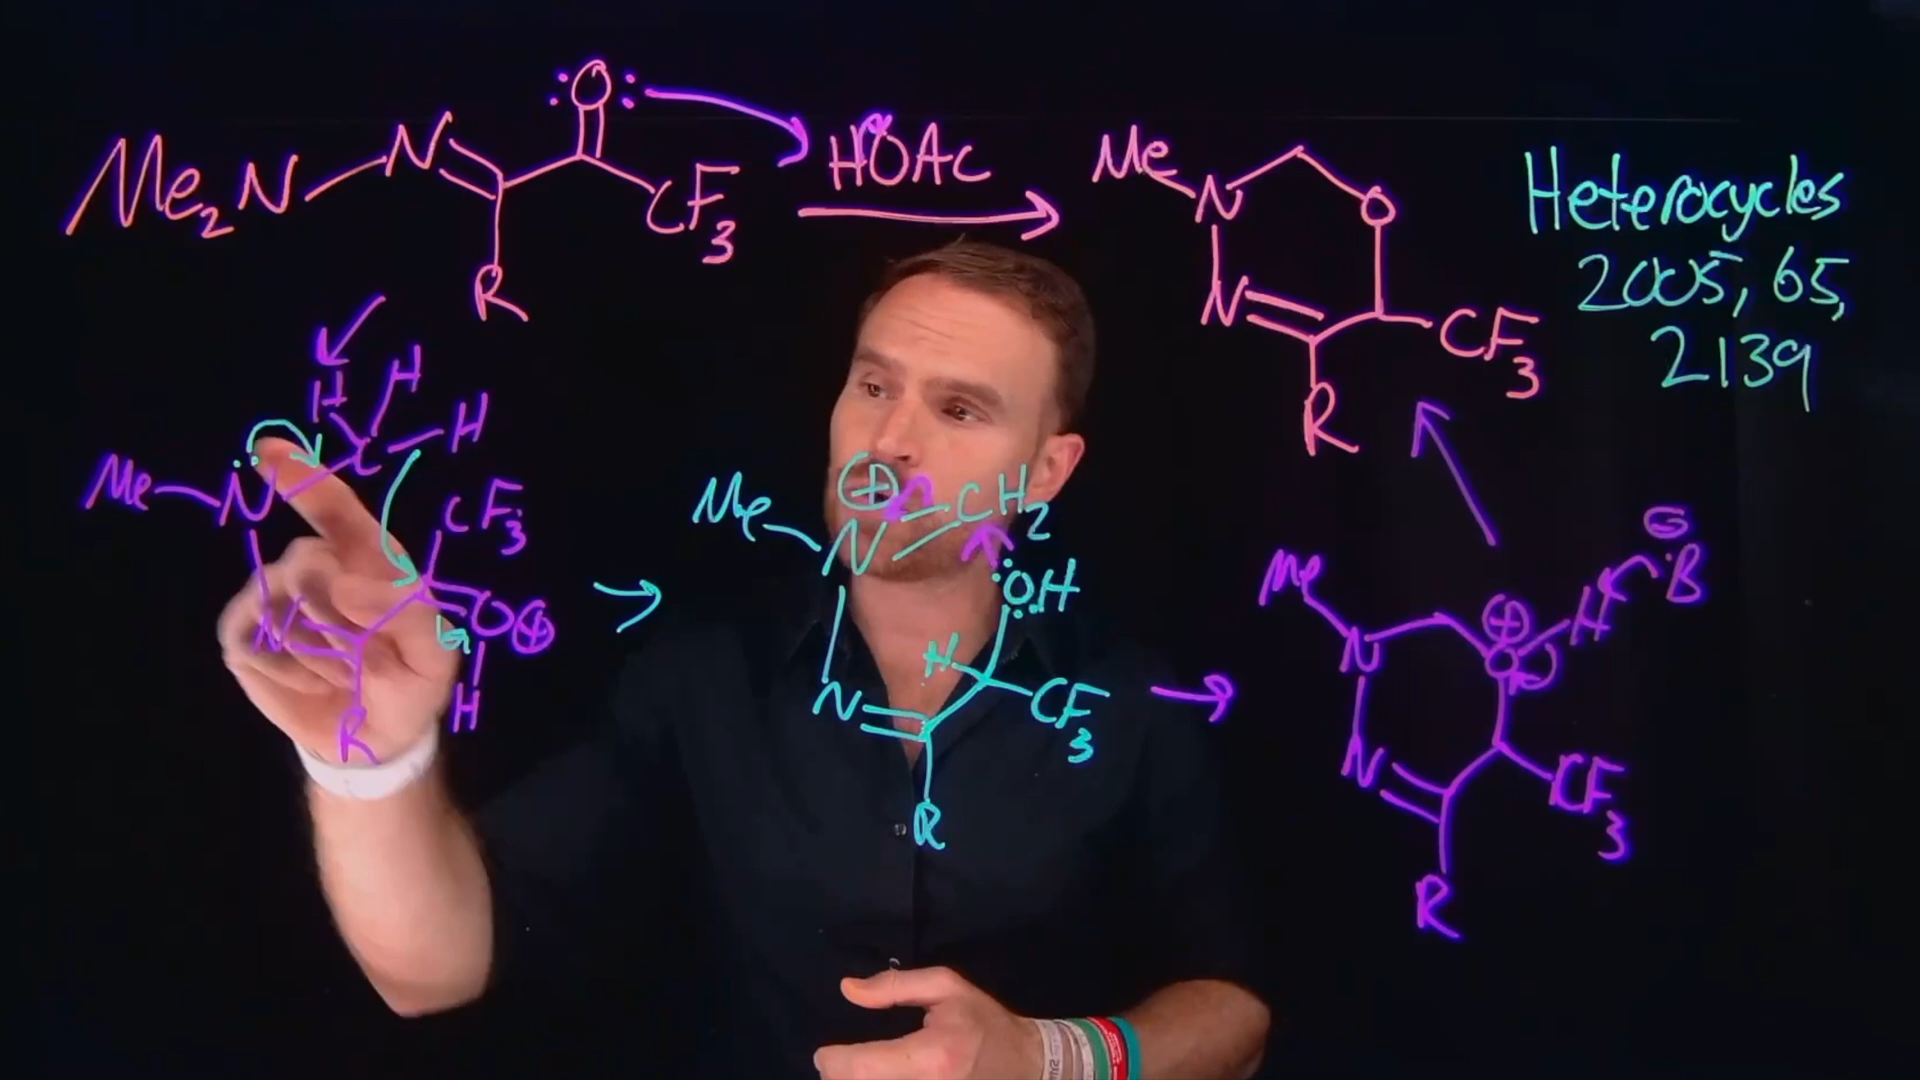 Me₂N N O: CF₃ R
HOAc
Me N O N CF₃ R
Heterocycles
2005, 65,
2139
H H C H
Me N CF₃ N O⊕ H R
Me ⊕ N CH₂ :OH H N CF₃ R
Me N ⊕ O H ⊖ :B N CF₃ R